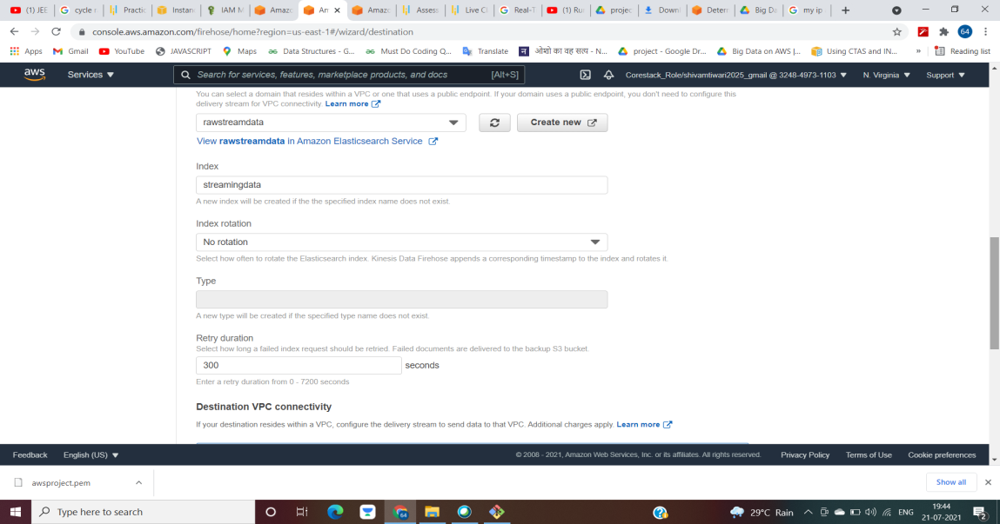 (1) JEE
cycle r
Practic
Instan
IAM M
Amazo
An
Amazo
Assess
Live Cl
Real-T
(1) Ru
projec
Downl
Deterr
Big Da
my ip
console.aws.amazon.com/firehose/home?region=us-east-1#/wizard/destination
64
Apps Gmail YouTube JAVASCRIPT Maps Data Structures - G... Must Do Coding Q... Translate ओशो का वह सत्य - N... project - Google Dr... Big Data on AWS |... Using CTAS and IN... » Reading list
aws Services Search for services, features, marketplace products, and docs [Alt+S] Corestack_Role/shivamtiwari2025_gmail @ 3248-4973-1103 N. Virginia Support
You can select a domain that resides within a VPC or one that uses a public endpoint. If your domain uses a public endpoint, you don't need to configure this
delivery stream for VPC connectivity. Learn more
rawstreamdata Create new
View rawstreamdata in Amazon Elasticsearch Service
Index
streamingdata
A new index will be created if the the specified index name does not exist.
Index rotation
No rotation
Select how often to rotate the Elasticsearch index. Kinesis Data Firehose appends a corresponding timestamp to the index and rotates it.
Type
A new type will be created if the specified type name does not exist.
Retry duration
Select how long a failed index request should be retried. Failed documents are delivered to the backup S3 bucket.
300 seconds
Enter a retry duration from 0 - 7200 seconds
Destination VPC connectivity
If your destination resides within a VPC, configure the delivery stream to send data to that VPC. Additional charges apply. Learn more
Feedback English (US) © 2008 - 2021, Amazon Web Services, Inc. or its affiliates. All rights reserved. Privacy Policy Terms of Use Cookie preferences
awsproject.pem Show all
Type here to search 29°C Rain ENG 19:44
21-07-2021
2